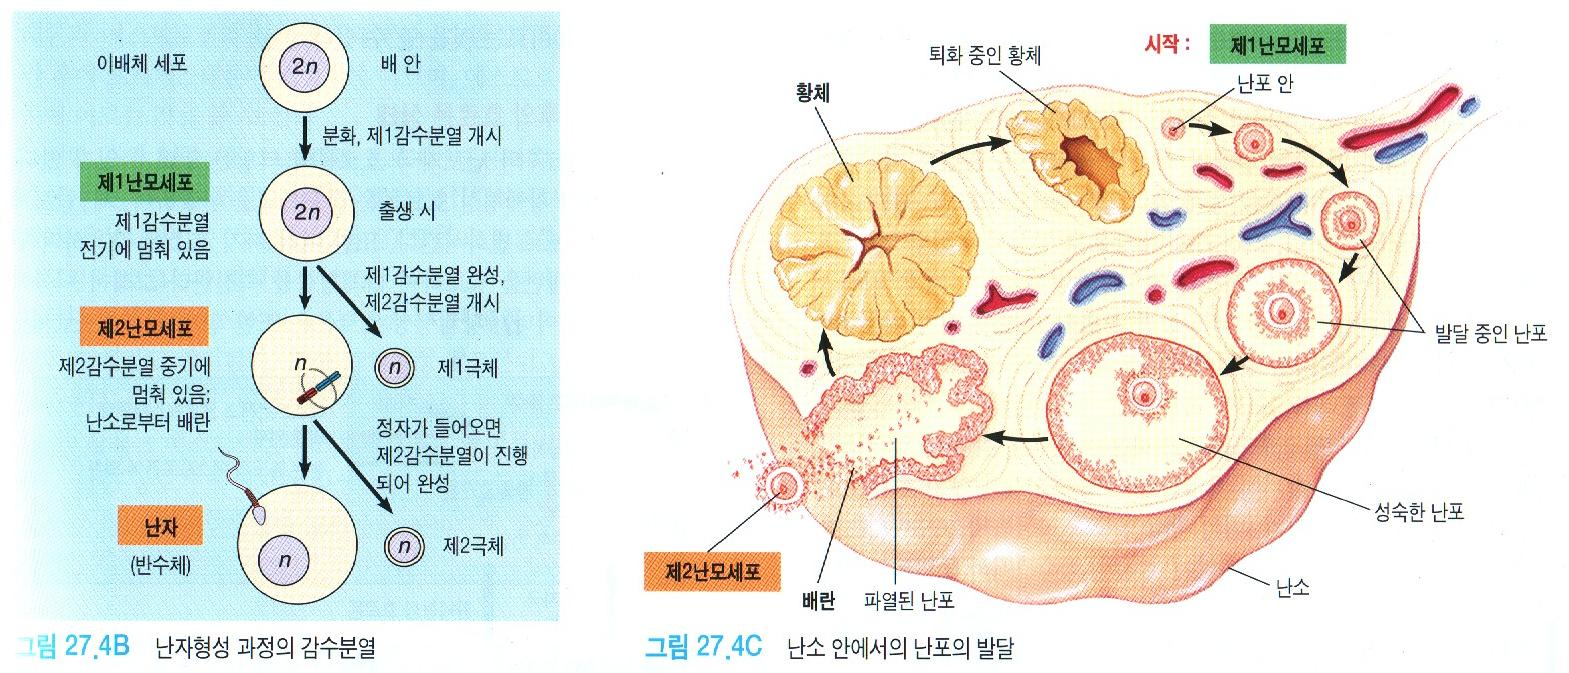 이배체 세포
2n
배 안
분화, 제1감수분열 개시
제1난모세포
제1감수분열
전기에 멈춰 있음
2n
출생 시
제1감수분열 완성,
제2감수분열 개시
제2난모세포
제2감수분열 중기에
멈춰 있음;
난소로부터 배란
n
n
제1극체
정자가 들어오면
제2감수분열이 진행
되어 완성
난자
(반수체)
n
n
제2극체
그림 27.4B 난자형성 과정의 감수분열
시작 :
제1난모세포
난포 안
퇴화 중인 황체
황체
발달 중인 난포
성숙한 난포
난소
제2난모세포
배란
파열된 난포
그림 27.4C 난소 안에서의 난포의 발달